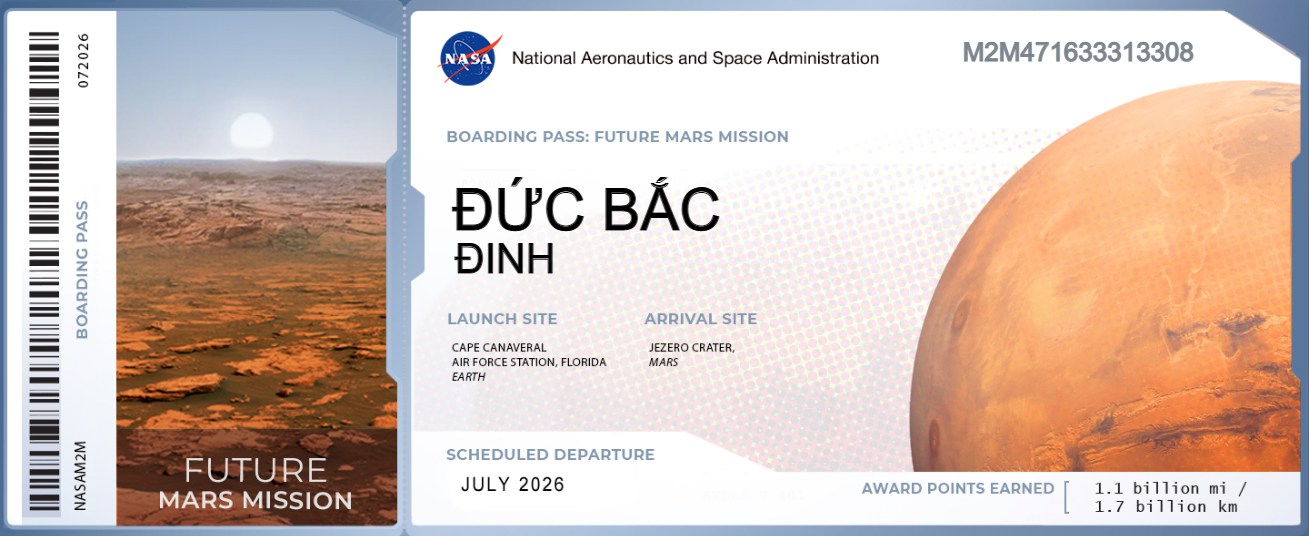 072026
BOARDING PASS
NASAM2M
FUTURE
MARS MISSION
NASA
National Aeronautics and Space Administration
M2M471633313308
BOARDING PASS: FUTURE MARS MISSION
ĐỨC BẮC
ĐINH
LAUNCH SITE
CAPE CANAVERAL
AIR FORCE STATION, FLORIDA
EARTH
ARRIVAL SITE
JEZERO CRATER,
MARS
SCHEDULED DEPARTURE
JULY 2026
AWARD POINTS EARNED
1.1 billion mi /
1.7 billion km